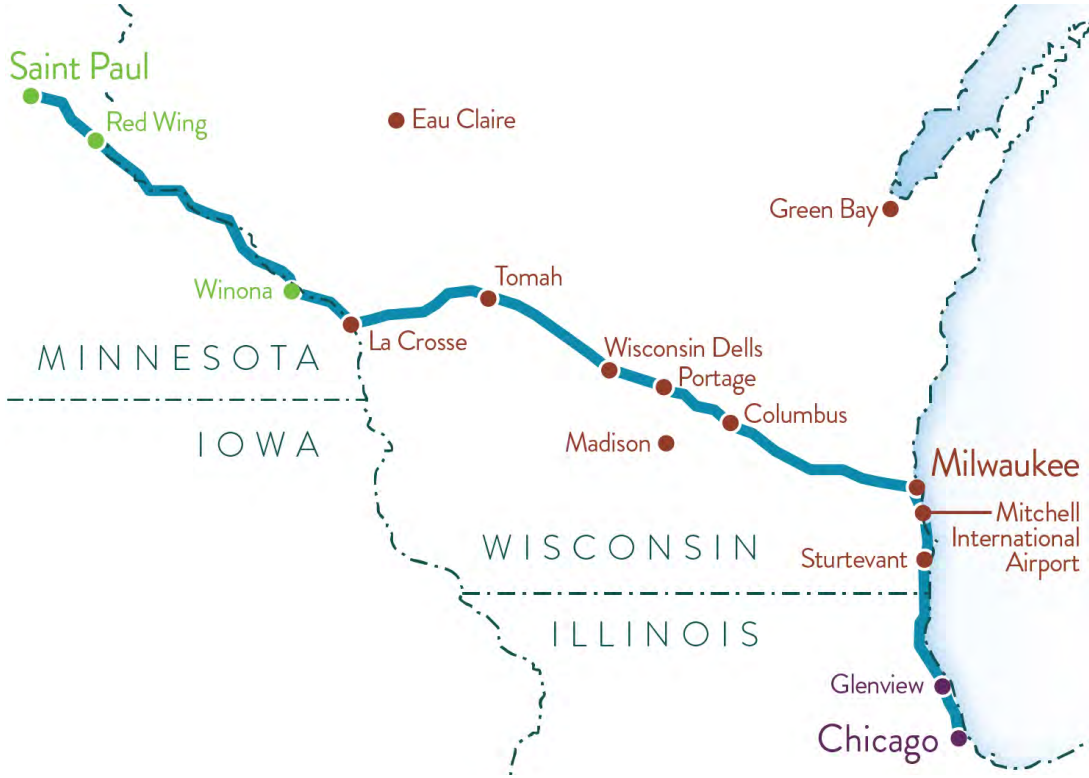 Saint Paul
Red Wing
Eau Claire
Green Bay
Tomah
Winona
La Crosse
MINNESOTA
Wisconsin Dells
Portage
Columbus
IOWA
Madison
Milwaukee
Mitchell
International
Airport
WISCONSIN
Sturtevant
ILLINOIS
Glenview
Chicago